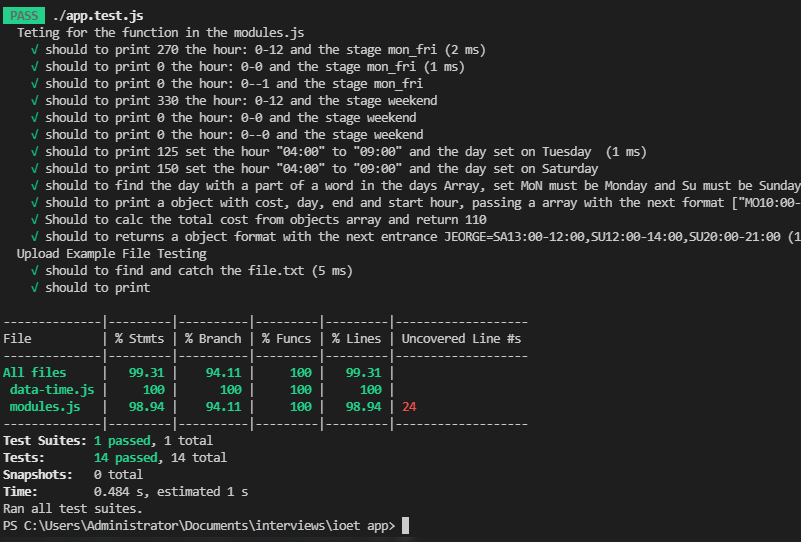 PASS ./app.test.js
  Teting for the function in the modules.js
    √ should to print 270 the hour: 0-12 and the stage mon_fri (2 ms)
    √ should to print 0 the hour: 0-0 and the stage mon_fri (1 ms)
    √ should to print 0 the hour: 0--1 and the stage mon_fri
    √ should to print 330 the hour: 0-12 and the stage weekend
    √ should to print 0 the hour: 0-0 and the stage weekend
    √ should to print 0 the hour: 0--0 and the stage weekend
    √ should to print 125 set the hour "04:00" to "09:00" and the day set on Tuesday  (1 ms)
    √ should to print 150 set the hour "04:00" to "09:00" and the day set on Saturday
    √ should to find the day with a part of a word in the days Array, set MoN must be Monday and Su must be Sunday
    √ should to print a object with cost, day, end and start hour, passing a array with the next format ["MO10:00-
    √ Should to calc the total cost from objects array and return 110
    √ should to returns a object format with the next entrance JEORGE=SA13:00-12:00,SU12:00-14:00,SU20:00-21:00 (1
  Upload Example File Testing
    √ should to find and catch the file.txt (5 ms)
    √ should to print
--------------|---------|----------|---------|---------|-------------------
File          | % Stmts | % Branch | % Funcs | % Lines | Uncovered Line #s
--------------|---------|----------|---------|---------|-------------------
All files     |   99.31 |    94.11 |     100 |   99.31 |
 data-time.js |     100 |      100 |     100 |     100 |
 modules.js   |   98.94 |    94.11 |     100 |   98.94 | 24
--------------|---------|----------|---------|---------|-------------------
Test Suites: 1 passed, 1 total
Tests:       14 passed, 14 total
Snapshots:   0 total
Time:        0.484 s, estimated 1 s
Ran all test suites.
PS C:\Users\Administrator\Documents\interviews\ioet app>